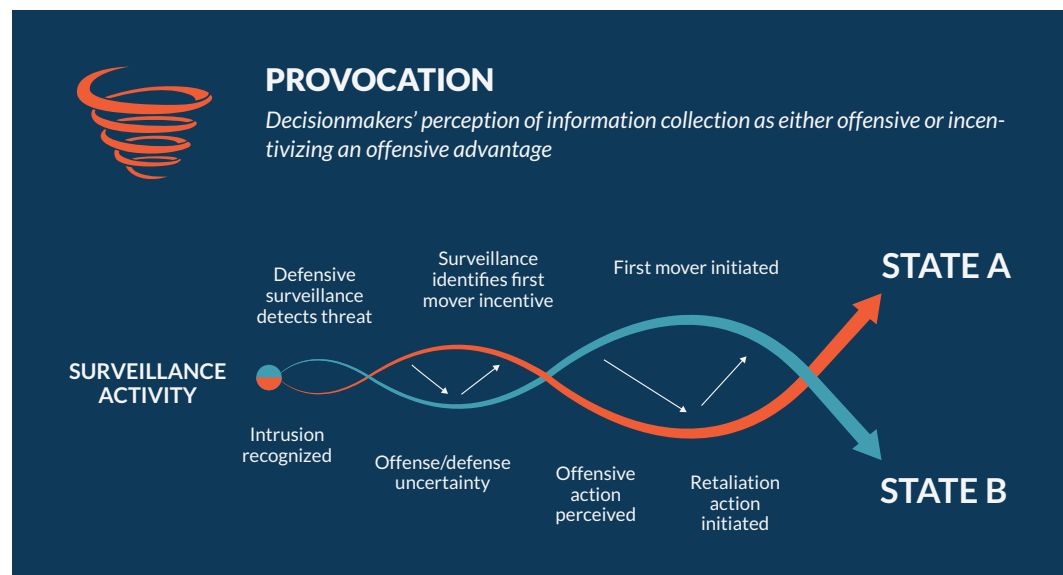 PROVOCATION
Decisionmakers’ perception of information collection as either offensive or incen-
tivizing an offensive advantage
Defensive
surveillance
detects threat
Surveillance
identifies first
mover incentive
First mover initiated
STATE A
SURVEILLANCE
ACTIVITY
Intrusion
recognized
Offense/defense
uncertainty
Offensive
action
perceived
Retaliation
action
initiated
STATE B